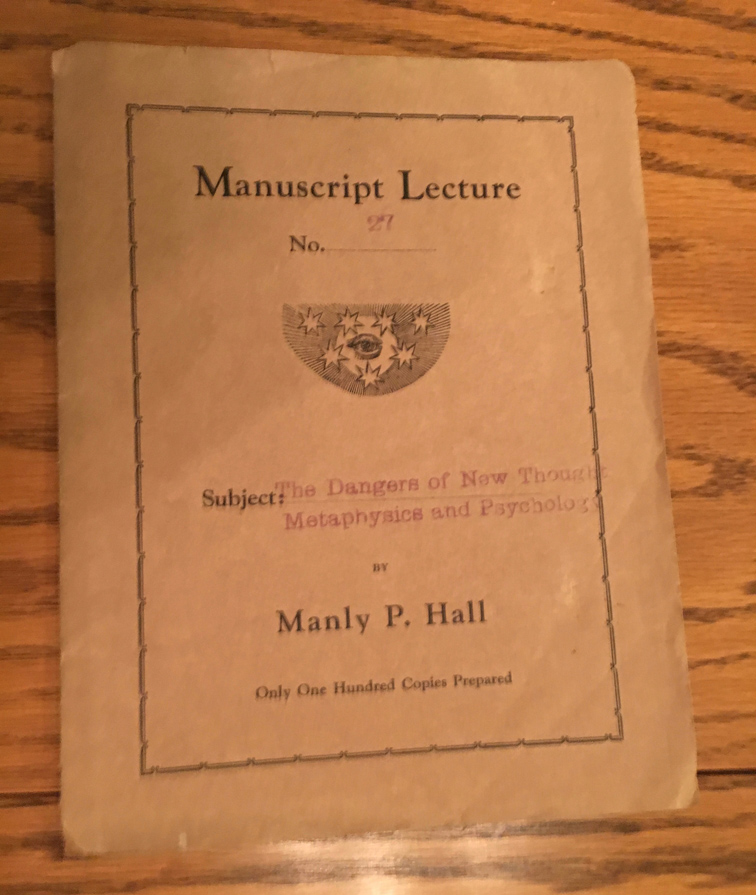 Manuscript Lecture
27
No.
Subject: The Dangers of New Thought
Metaphysics and Psychology
BY
Manly P. Hall
Only One Hundred Copies Prepared